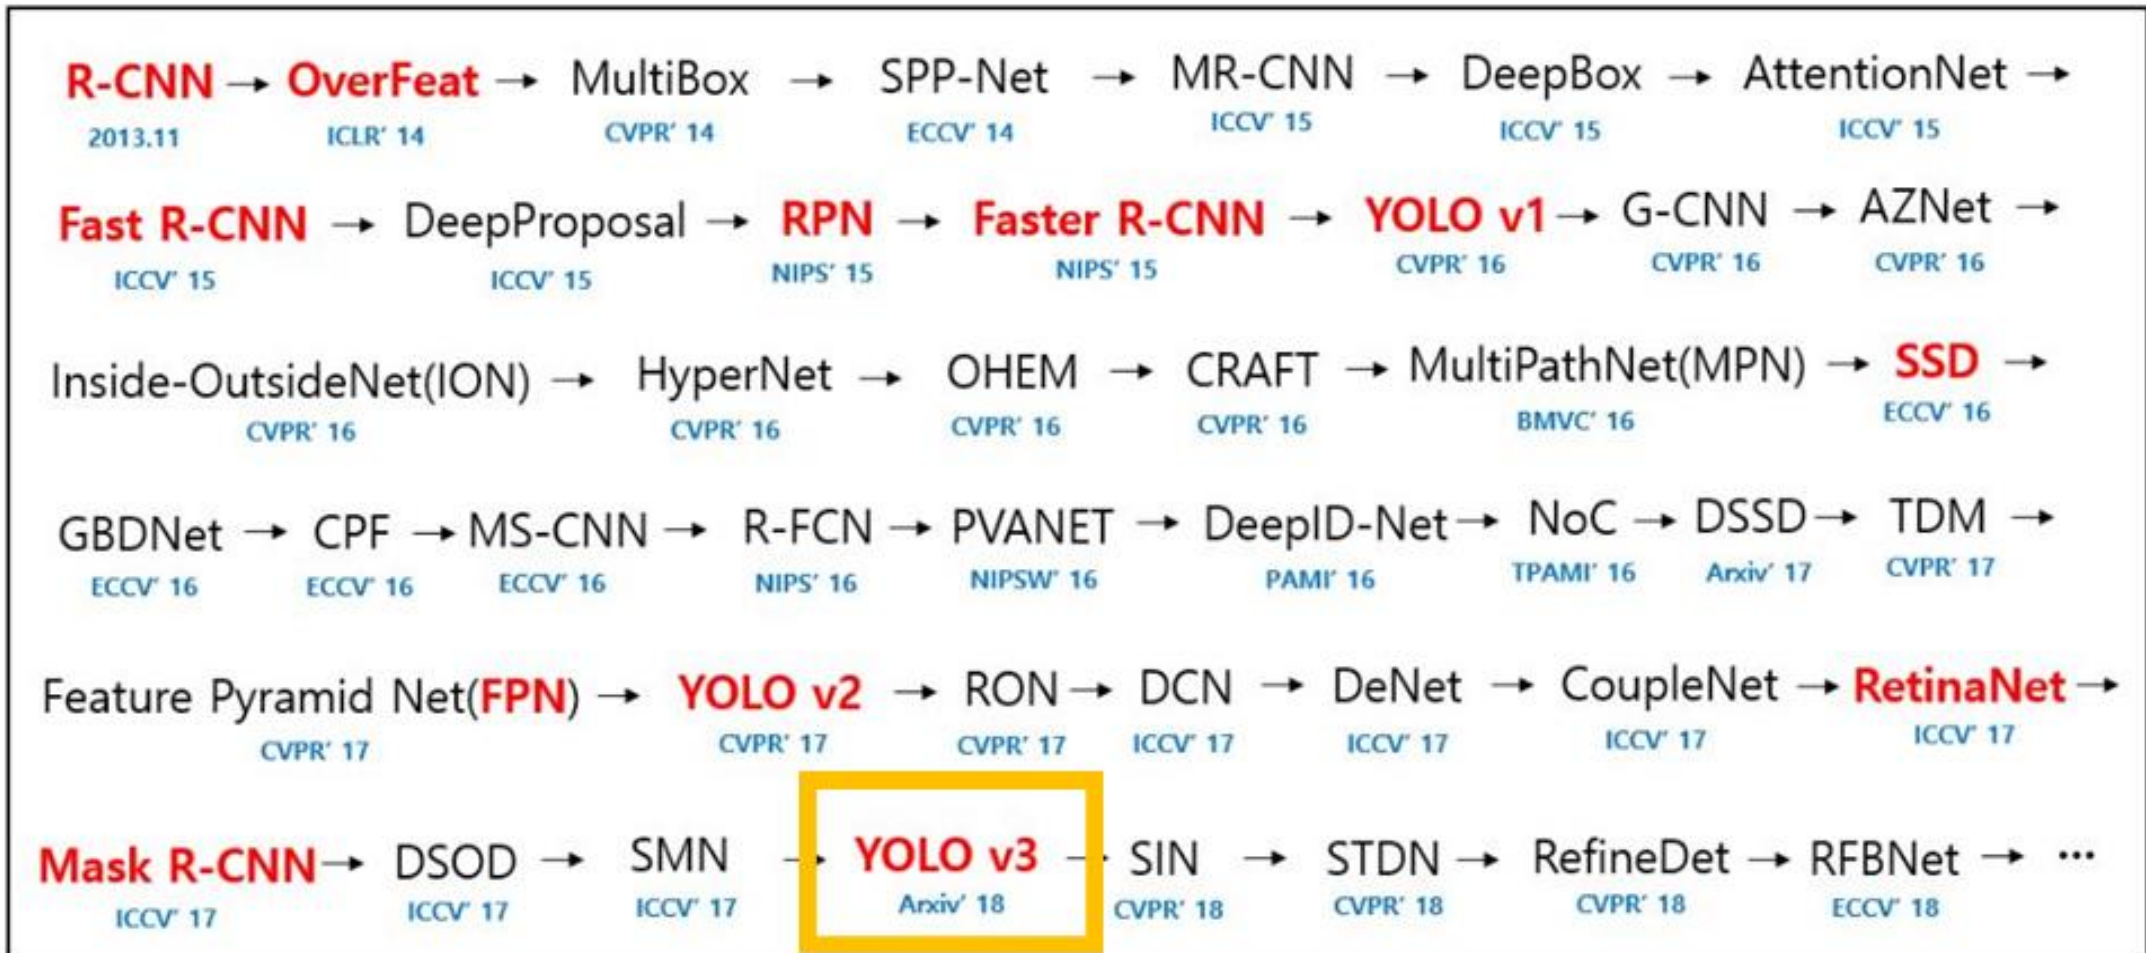 R-CNN → OverFeat → MultiBox → SPP-Net → MR-CNN → DeepBox → AttentionNet →
2013.11 ICLR' 14 CVPR' 14 ECCV' 14 ICCV' 15 ICCV' 15 ICCV' 15
Fast R-CNN → DeepProposal → RPN → Faster R-CNN → YOLO v1 → G-CNN → AZNet →
ICCV' 15 ICCV' 15 NIPS' 15 NIPS' 15 CVPR' 16 CVPR' 16 CVPR' 16
Inside-OutsideNet(ION) → HyperNet → OHEM → CRAFT → MultiPathNet(MPN) → SSD →
CVPR' 16 CVPR' 16 CVPR' 16 CVPR' 16 BMVC' 16 ECCV' 16
GBDNet → CPF → MS-CNN → R-FCN → PVANET → DeepID-Net → NoC → DSSD → TDM →
ECCV' 16 ECCV' 16 ECCV' 16 NIPS' 16 NIPSW' 16 PAMI' 16 TPAMI' 16 Arxiv' 17 CVPR' 17
Feature Pyramid Net(FPN) → YOLO v2 → RON → DCN → DeNet → CoupleNet → RetinaNet →
CVPR' 17 CVPR' 17 CVPR' 17 ICCV' 17 ICCV' 17 ICCV' 17 ICCV' 17
Mask R-CNN → DSOD → SMN → YOLO v3 → SIN → STDN → RefineDet → RFBNet → ···
ICCV' 17 ICCV' 17 ICCV' 17 Arxiv' 18 CVPR' 18 CVPR' 18 CVPR' 18 ECCV' 18